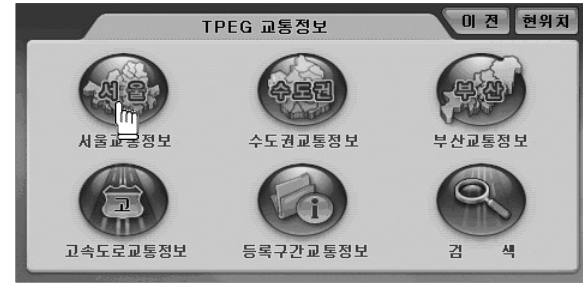 TPEG 교통정보
이 전
현위치
서울
수도권
부산
서울교통정보
수도권교통정보
부산교통정보
고
i
고속도로교통정보
등록구간교통정보
검 색